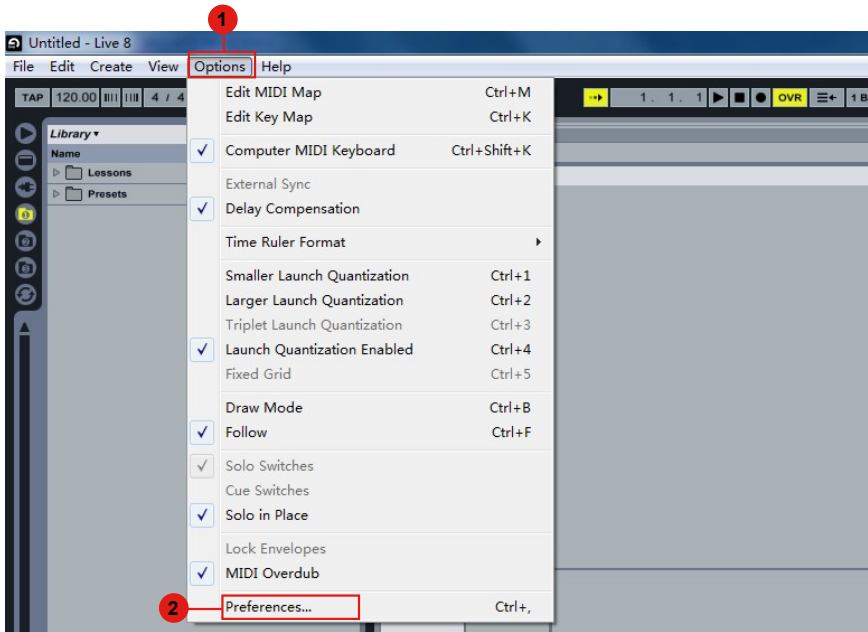 1
Untitled - Live 8
File Edit Create View Options Help
TAP 120.00 4 / 4
1. 1. 1 OVR 1 B
Library
Name
Lessons
Presets
Edit MIDI Map Ctrl+M
Edit Key Map Ctrl+K
Computer MIDI Keyboard Ctrl+Shift+K
External Sync
Delay Compensation
Time Ruler Format
Smaller Launch Quantization Ctrl+1
Larger Launch Quantization Ctrl+2
Triplet Launch Quantization Ctrl+3
Launch Quantization Enabled Ctrl+4
Fixed Grid Ctrl+5
Draw Mode Ctrl+B
Follow Ctrl+F
Solo Switches
Cue Switches
Solo in Place
Lock Envelopes
MIDI Overdub
2 Preferences... Ctrl+,